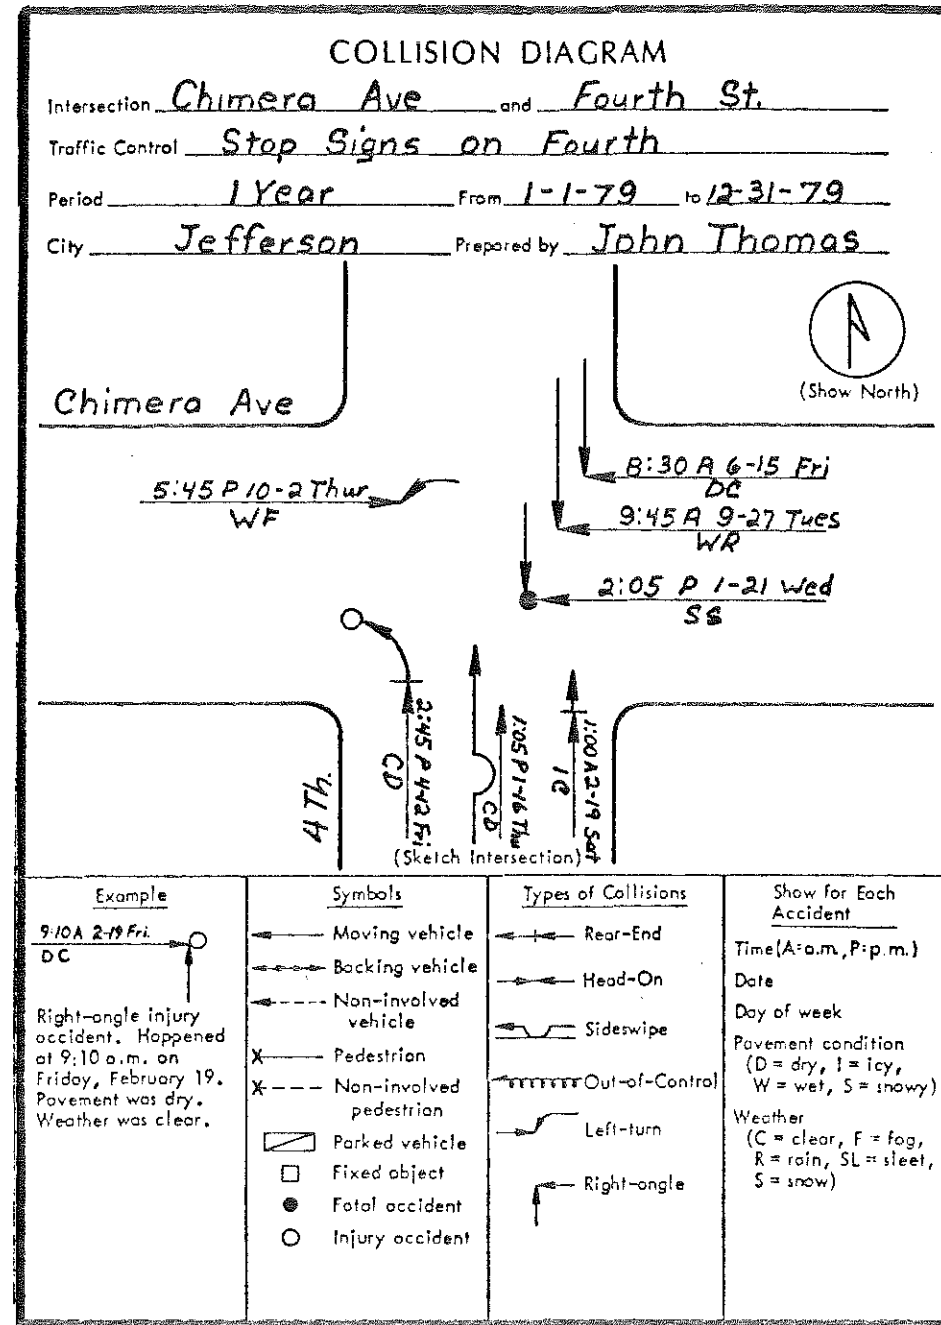 COLLISION DIAGRAM
Intersection Chimera Ave and Fourth St.
Traffic Control Stop Signs on Fourth
Period 1 Year From 1-1-79 to 12-31-79
City Jefferson Prepared by John Thomas
(Show North)
Chimera Ave
8:30 A 6-15 Fri
DC
5:45 P 10-2 Thur
WF
9:45 A 9-27 Tues
WR
2:05 P 1-21 Wed
SS
2:45 P 4-12 Fri
CD
1:05 P 1-16 Thu
CD
1:00 A 2-19 Sat
IC
4 Th.
(Sketch Intersection)
Example
9:10A 2-19 Fri.
DC
Right-angle injury
accident. Happened
at 9:10 a.m. on
Friday, February 19.
Pavement was dry.
Weather was clear.
Symbols
Moving vehicle
Backing vehicle
Non-involved
vehicle
X Pedestrian
X Non-involved
pedestrian
Parked vehicle
Fixed object
Fatal accident
Injury accident
Types of Collisions
Rear-End
Head-On
Sideswipe
Out-of-Control
Left-turn
Right-angle
Show for Each
Accident
Time (A=a.m., P=p.m.)
Date
Day of week
Pavement condition
(D = dry, I = icy,
W = wet, S = snowy)
Weather
(C = clear, F = fog,
R = rain, SL = sleet,
S = snow)